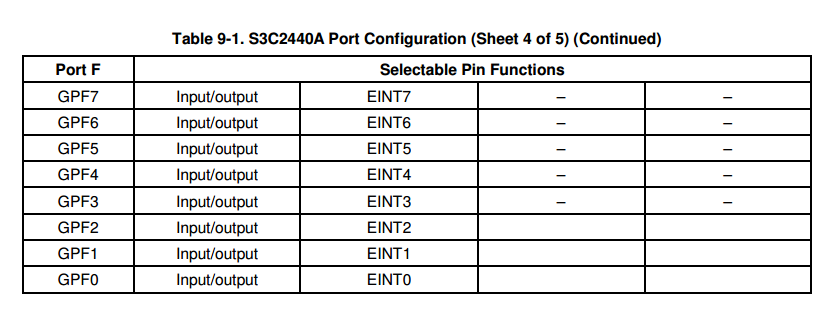 Table 9-1. S3C2440A Port Configuration (Sheet 4 of 5) (Continued)
Port F Selectable Pin Functions
GPF7 Input/output EINT7 – –
GPF6 Input/output EINT6 – –
GPF5 Input/output EINT5 – –
GPF4 Input/output EINT4 – –
GPF3 Input/output EINT3 – –
GPF2 Input/output EINT2
GPF1 Input/output EINT1
GPF0 Input/output EINT0